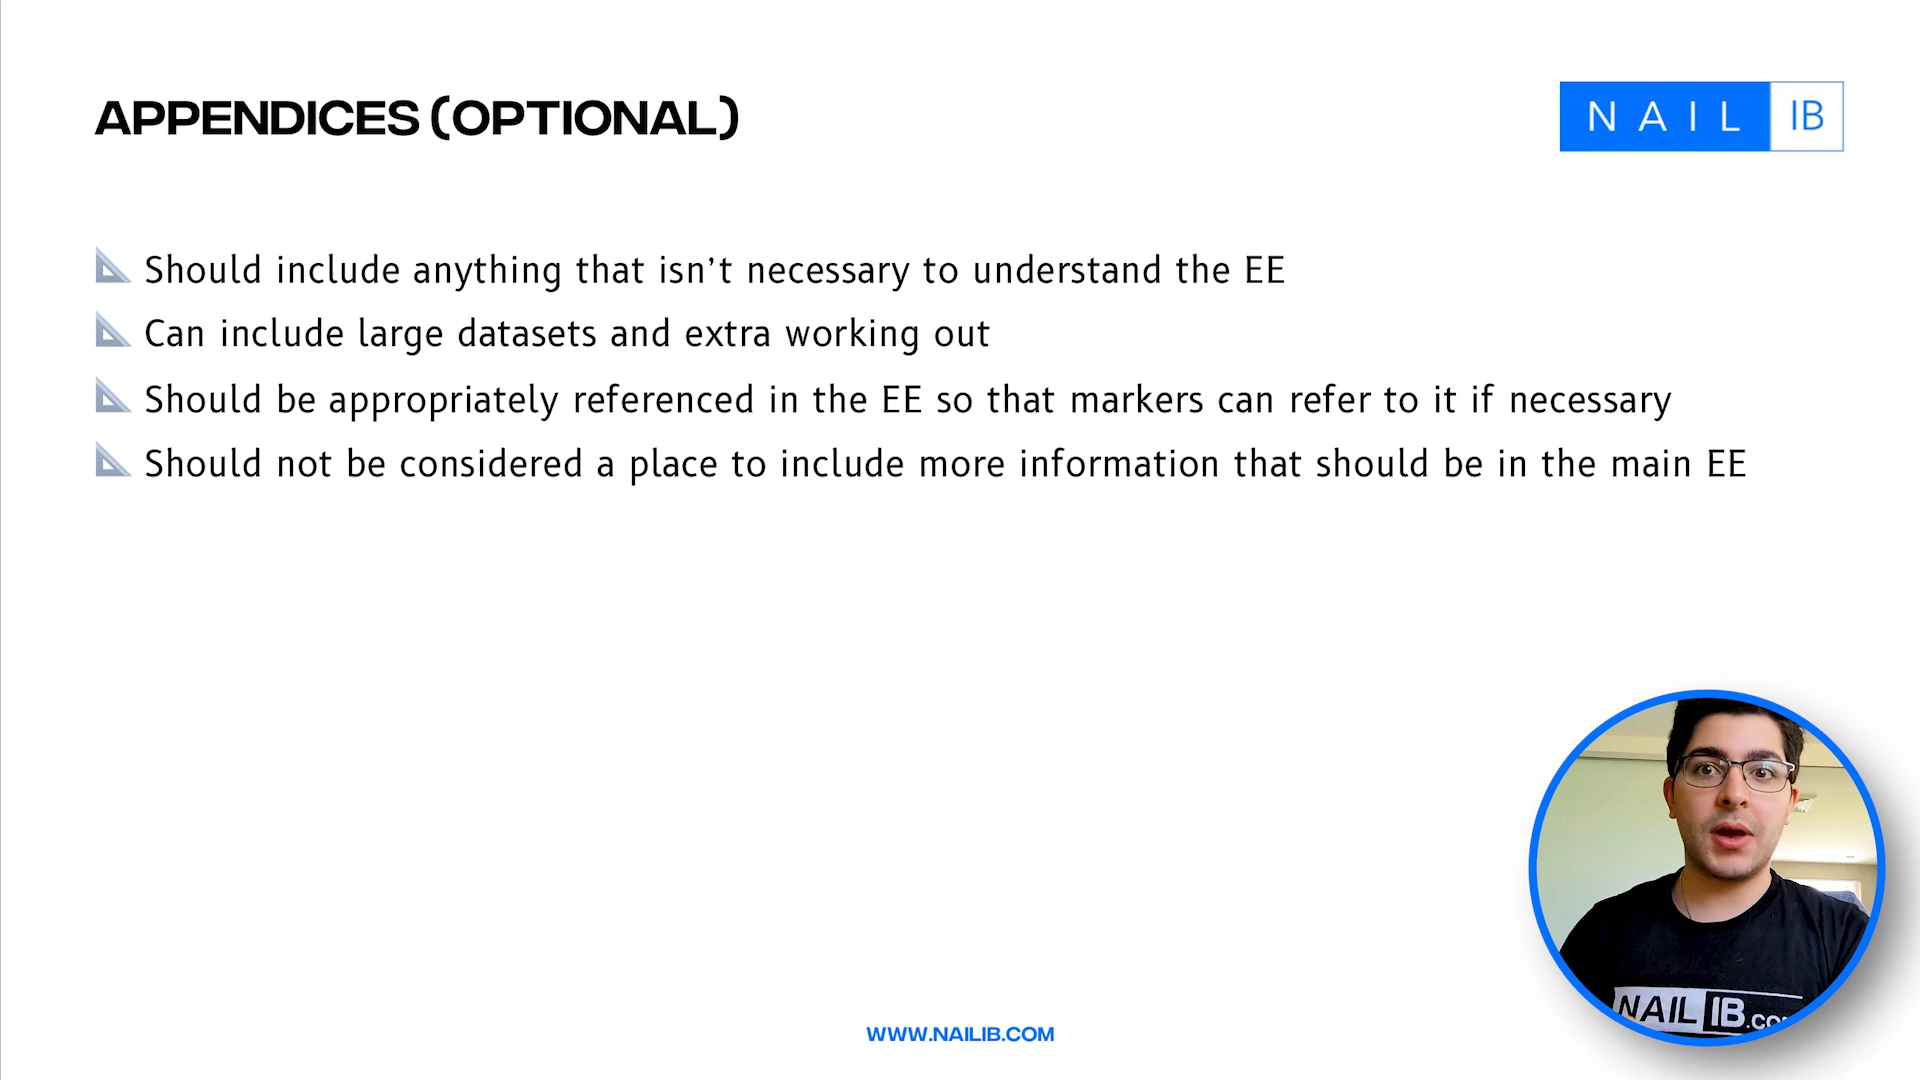 APPENDICES (OPTIONAL)
NAIL IB
Should include anything that isn’t necessary to understand the EE
Can include large datasets and extra working out
Should be appropriately referenced in the EE so that markers can refer to it if necessary
Should not be considered a place to include more information that should be in the main EE
NAIL IB.co
WWW.NAILIB.COM